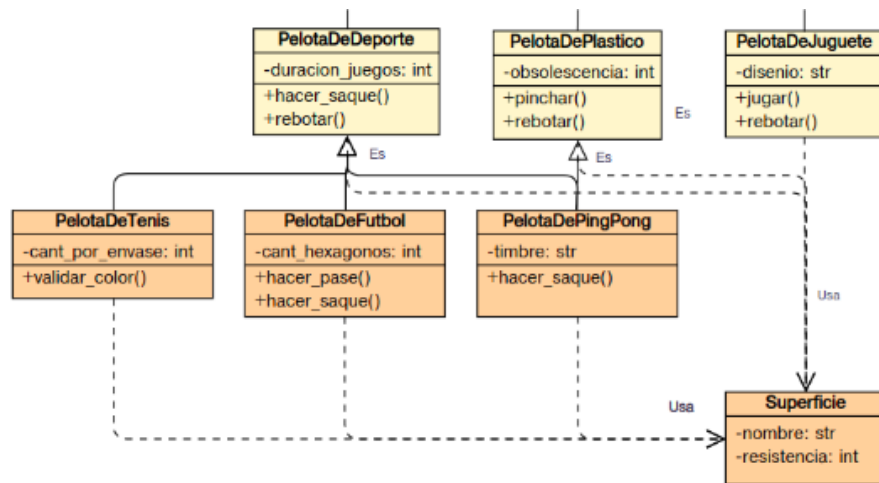 PelotaDeDeporte
-duracion_juegos: int
+hacer_saque()
+rebotar()
PelotaDePlastico
-obsolescencia: int
+pinchar()
+rebotar()
Es
PelotaDeJuguete
-disenio: str
+jugar()
+rebotar()
Es
Es
PelotaDeTenis
-cant_por_envase: int
+validar_color()
PelotaDeFutbol
-cant_hexagonos: int
+hacer_pase()
+hacer_saque()
PelotaDePingPong
-timbre: str
+hacer_saque()
Usa
Usa
Superficie
-nombre: str
-resistencia: int